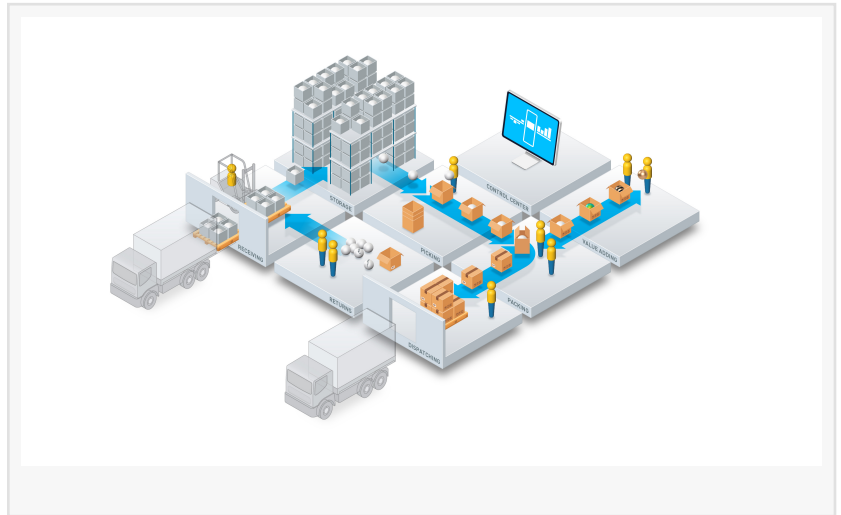 STORAGE
CONTROL CENTER
RECEIVING
PICKING
VALUE ADDING
RETURNS
PACKING
DISPATCHING